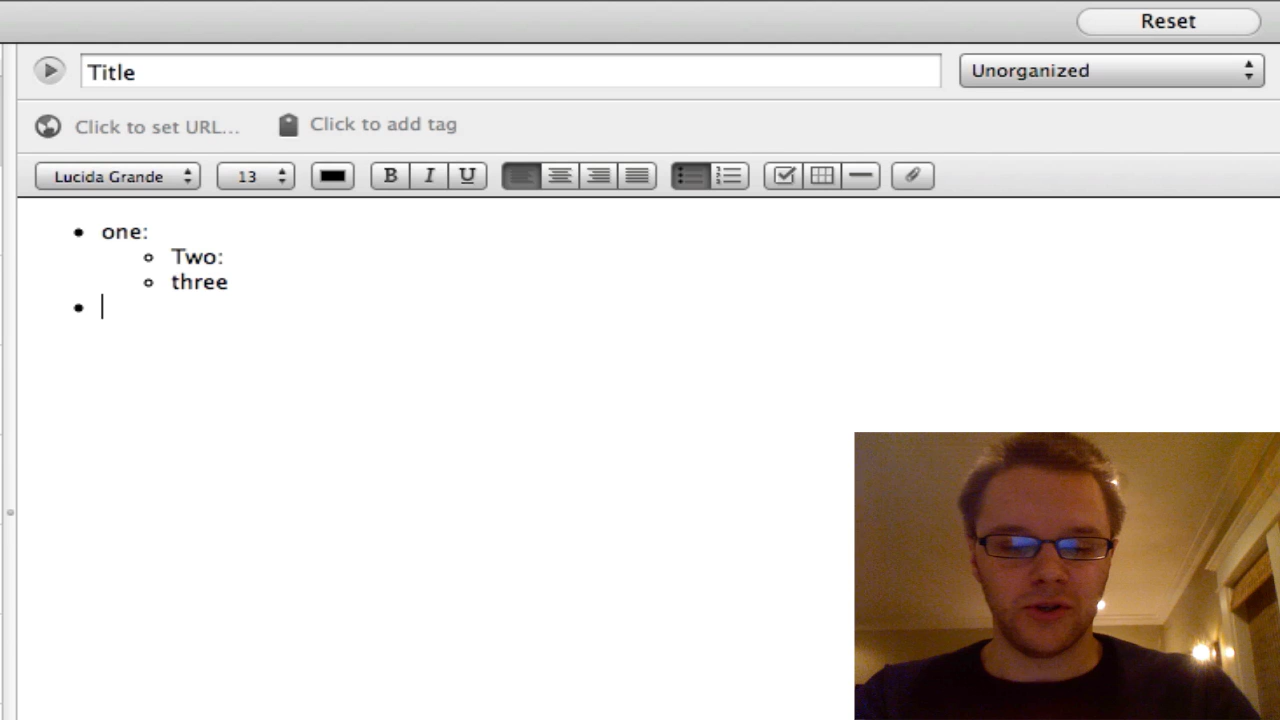 Reset
Title
Unorganized
Click to set URL...
Click to add tag
Lucida Grande
13
B I U
one:
Two:
three